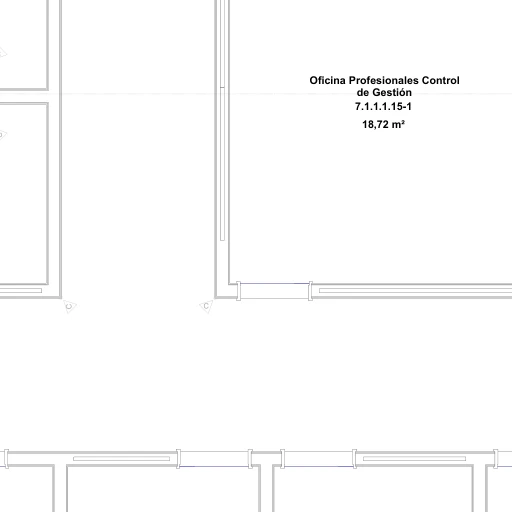 Oficina Profesionales Control
de Gestión
7.1.1.1.15-1
18,72 m²